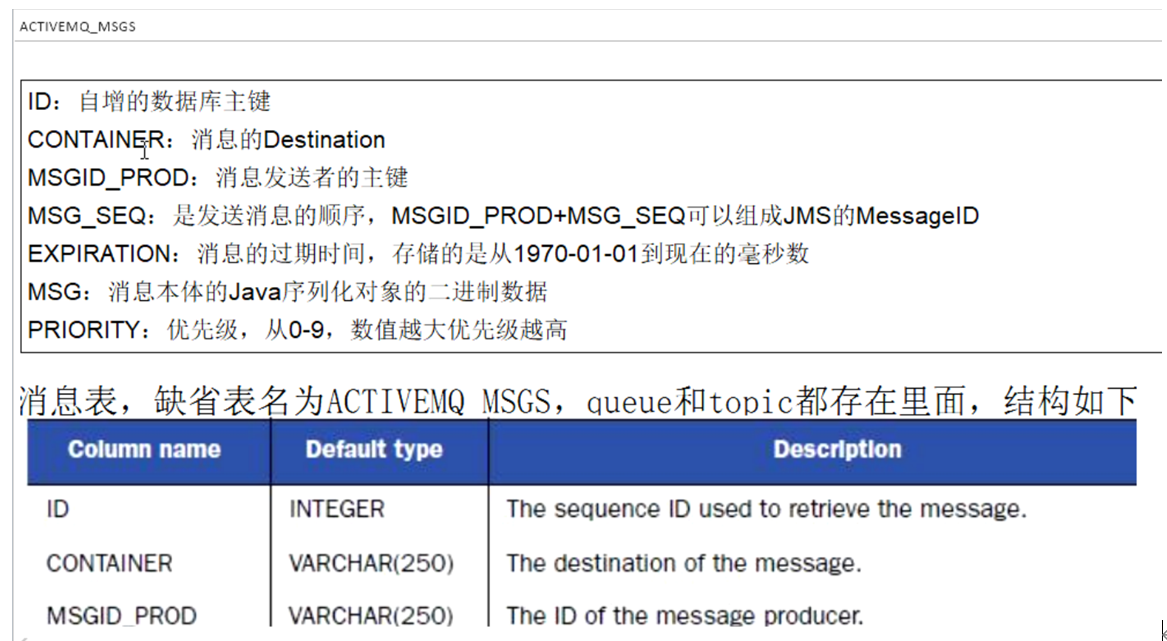 ACTIVEMQ_MSGS
ID：自增的数据库主键
CONTAINER：消息的Destination
MSGID_PROD：消息发送者的主键
MSG_SEQ：是发送消息的顺序，MSGID_PROD+MSG_SEQ可以组成JMS的MessageID
EXPIRATION：消息的过期时间，存储的是从1970-01-01到现在的毫秒数
MSG：消息本体的Java序列化对象的二进制数据
PRIORITY：优先级，从0-9，数值越大优先级越高
消息表，缺省表名为ACTIVEMQ_MSGS，queue和topic都存在里面，结构如下
Column name Default type Description
ID INTEGER The sequence ID used to retrieve the message.
CONTAINER VARCHAR(250) The destination of the message.
MSGID_PROD VARCHAR(250) The ID of the message producer.